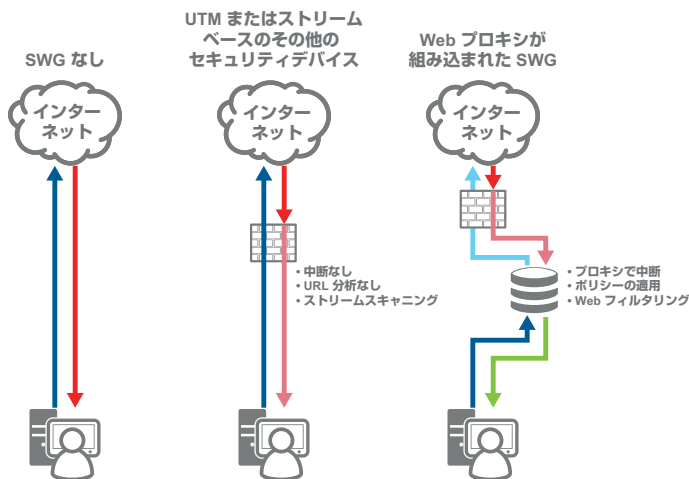 SWG なし
インター
ネット
UTM またはストリーム
ベースのその他の
セキュリティデバイス
インター
ネット
・中断なし
・URL 分析なし
・ストリームスキャニング
Web プロキシが
組み込まれた SWG
インター
ネット
・プロキシで中断
・ポリシーの適用
・Web フィルタリング